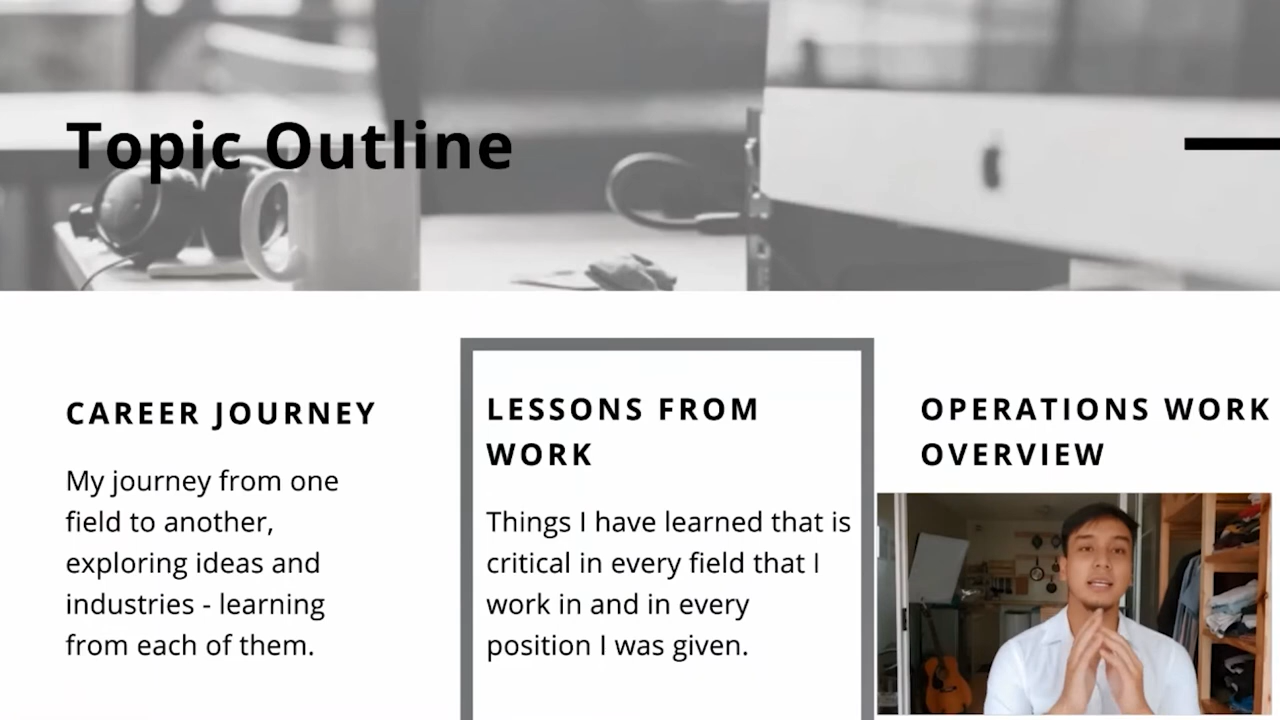 Topic Outline
CAREER JOURNEY
My journey from one
field to another,
exploring ideas and
industries - learning
from each of them.
LESSONS FROM
WORK
Things I have learned that is
critical in every field that I
work in and in every
position I was given.
OPERATIONS WORK
OVERVIEW